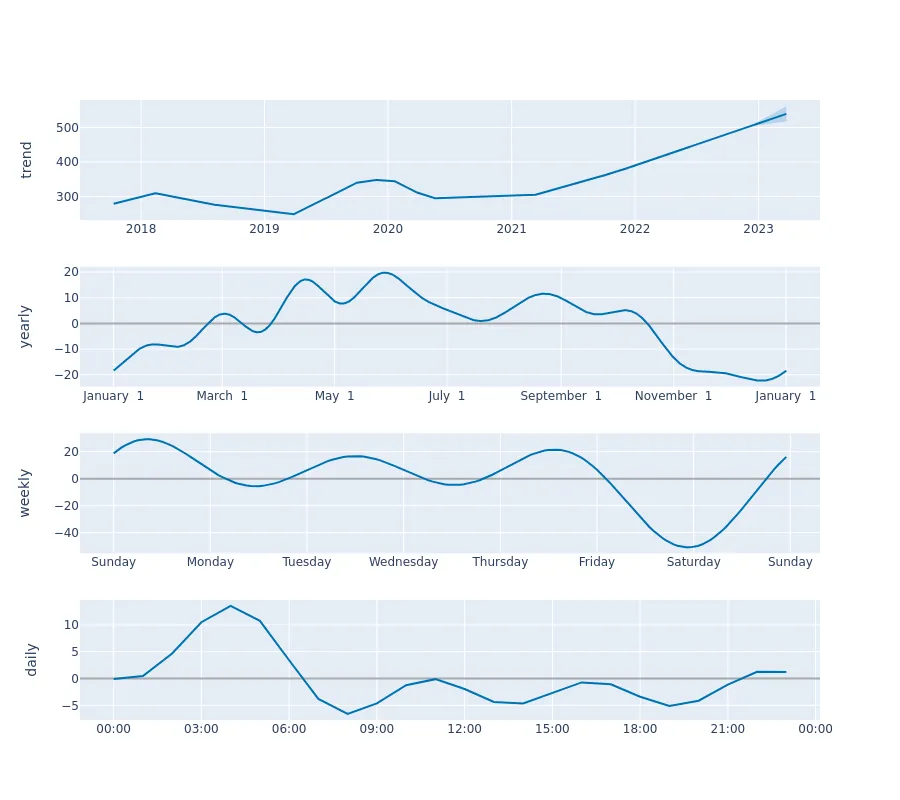 trend
500
400
300
2018 2019 2020 2021 2022 2023
yearly
20
10
0
−10
−20
January 1 March 1 May 1 July 1 September 1 November 1 January 1
weekly
20
0
−20
−40
Sunday Monday Tuesday Wednesday Thursday Friday Saturday Sunday
daily
10
5
0
−5
00:00 03:00 06:00 09:00 12:00 15:00 18:00 21:00 00:00